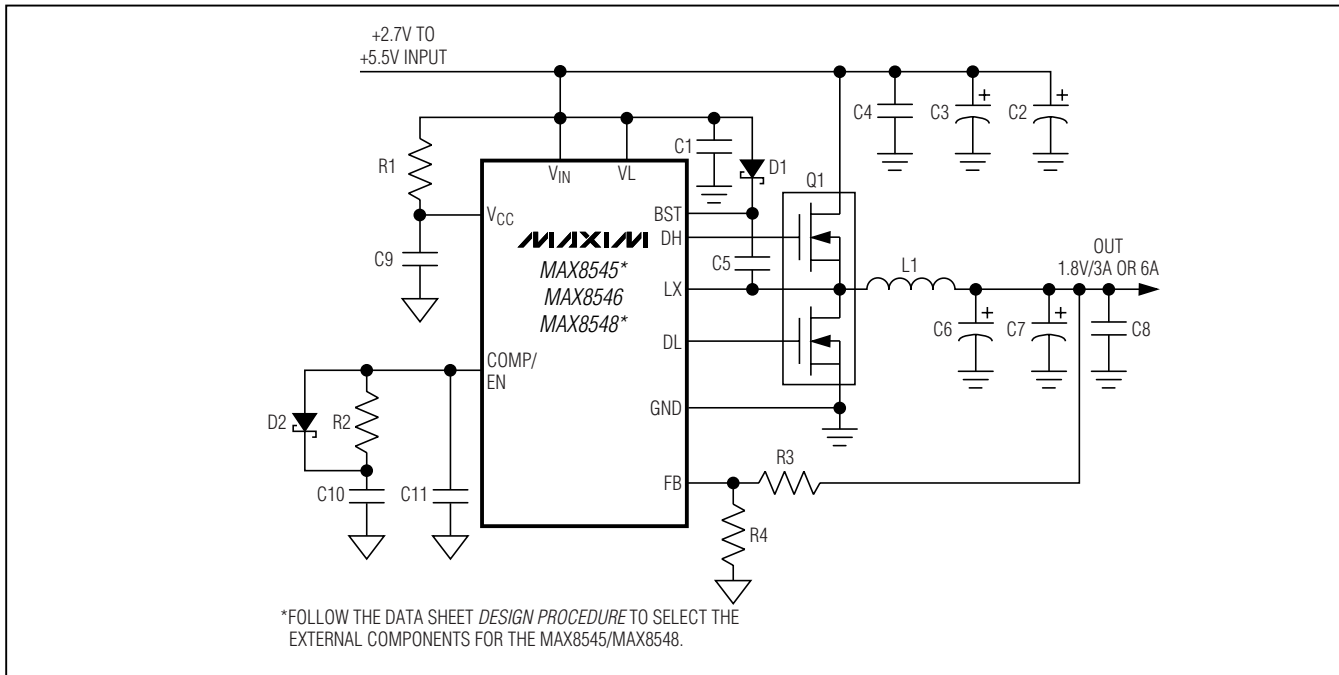 +2.7V TO
+5.5V INPUT
C4
C3
+
C2
+
R1
C1
D1
VIN
VL
Q1
VCC
BST
DH
MAXIM
C9
C5
L1
OUT
1.8V/3A OR 6A
MAX8545*
MAX8546
MAX8548*
LX
DL
C6
+
C7
+
C8
COMP/
EN
GND
D2
R2
C10
C11
FB
R3
R4
*FOLLOW THE DATA SHEET DESIGN PROCEDURE TO SELECT THE
EXTERNAL COMPONENTS FOR THE MAX8545/MAX8548.